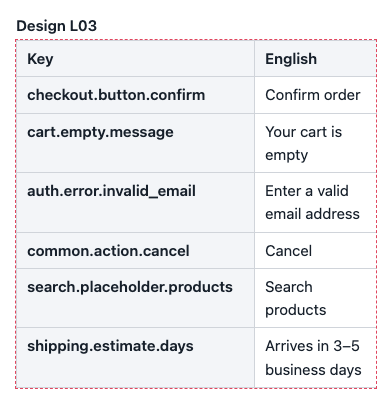 Design L03
Key English
checkout.button.confirm Confirm order
cart.empty.message Your cart is
empty
auth.error.invalid_email Enter a valid
email address
common.action.cancel Cancel
search.placeholder.products Search
products
shipping.estimate.days Arrives in 3–5
business days